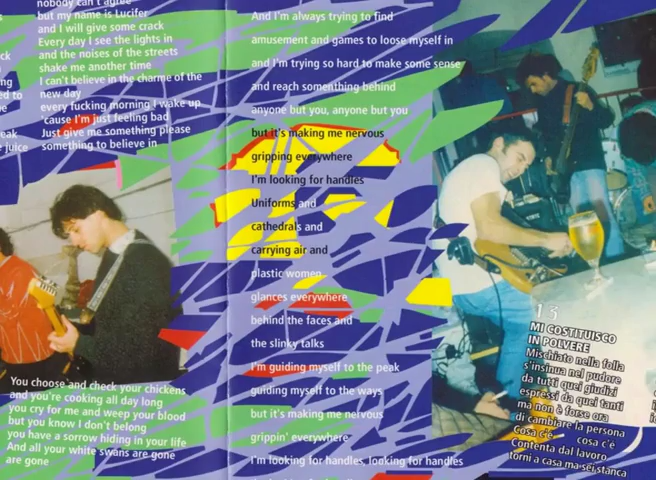 nobody can't agree
but my name is Lucifer
and I will give some crack
Every day I see the lights in
and the noises of the streets
shake me another time
I can't believe in the charme of the
new day
every fucking morning I wake up
'cause I'm just feeling bad
Just give me something please
something to believe in
You choose and check your chickens
and you're cooking all day long
you cry for me and weep your blood
but you know I don't belong
you have a sorrow hiding in your life
And all your white swans are gone
are gone
And I'm always trying to find
amusement and games to loose myself in
and I'm trying so hard to make some sense
and reach somenthing behind
anyone but you, anyone but you
but it's making me nervous
gripping everywhere
I'm looking for handles
Uniforms and
cathedrals and
carrying air and
plastic women
glances everywhere
behind the faces and
the slinky talks
I'm guiding myself to the peak
guiding myself to the ways
but it's making me nervous
grippin' everywhere
I'm looking for handles, looking for handles
13
MI COSTITUISCO
IN POLVERE
Mischiato nella folla
s'insinua nel pudore
da tutti quei giudizi
espressi da quei tanti
ma non è forse ora
di cambiare la persona
Cosa c'è cosa c'è
Contenta dal lavoro
torni a casa ma sei stanca